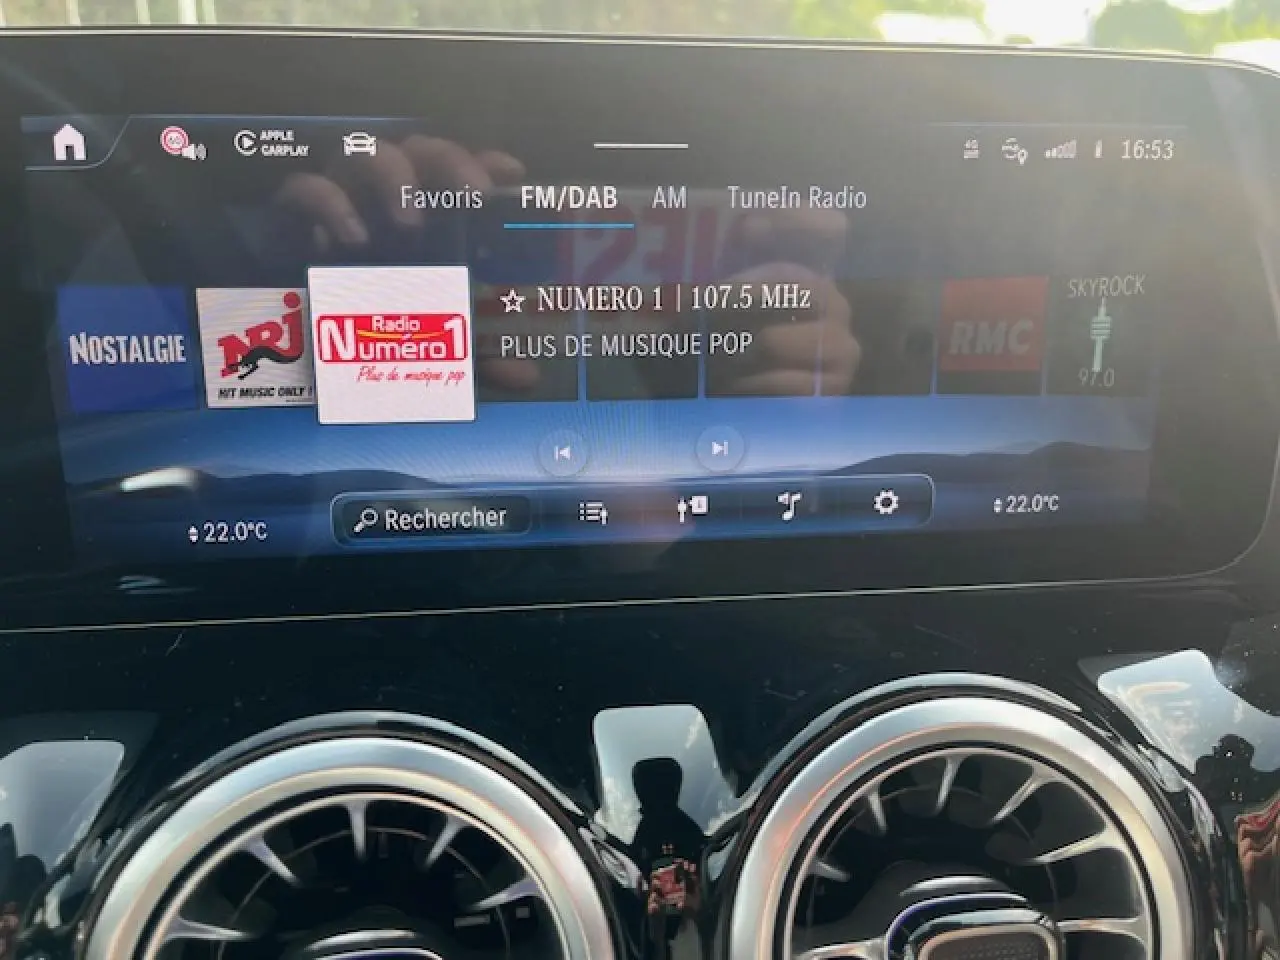 60
APPLE
CARPLAY
4G
16:53
Favoris FM/DAB AM TuneIn Radio
NOSTALGIE
NRJ
HIT MUSIC ONLY !
Radio
Numéro 1
Plus de musique pop
☆ NUMERO 1 | 107.5 MHz
PLUS DE MUSIQUE POP
RMC
SKYROCK
97.0
22.0°C
Rechercher
22.0°C